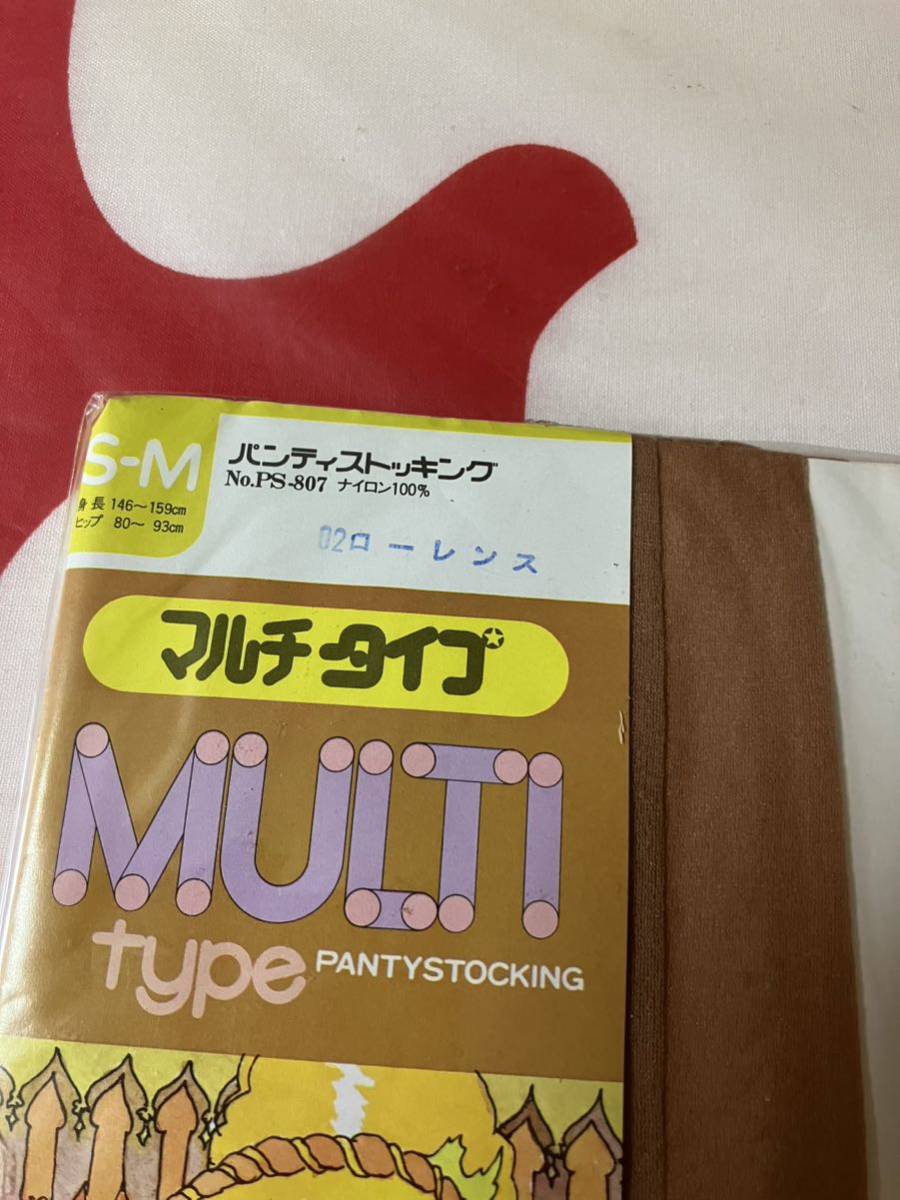 S-M
身長 146〜159cm
ヒップ 80〜 93cm
パンティストッキング
No.PS-807 ナイロン100%
02ローレンス
マルチタイプ
MULTI
type PANTYSTOCKING